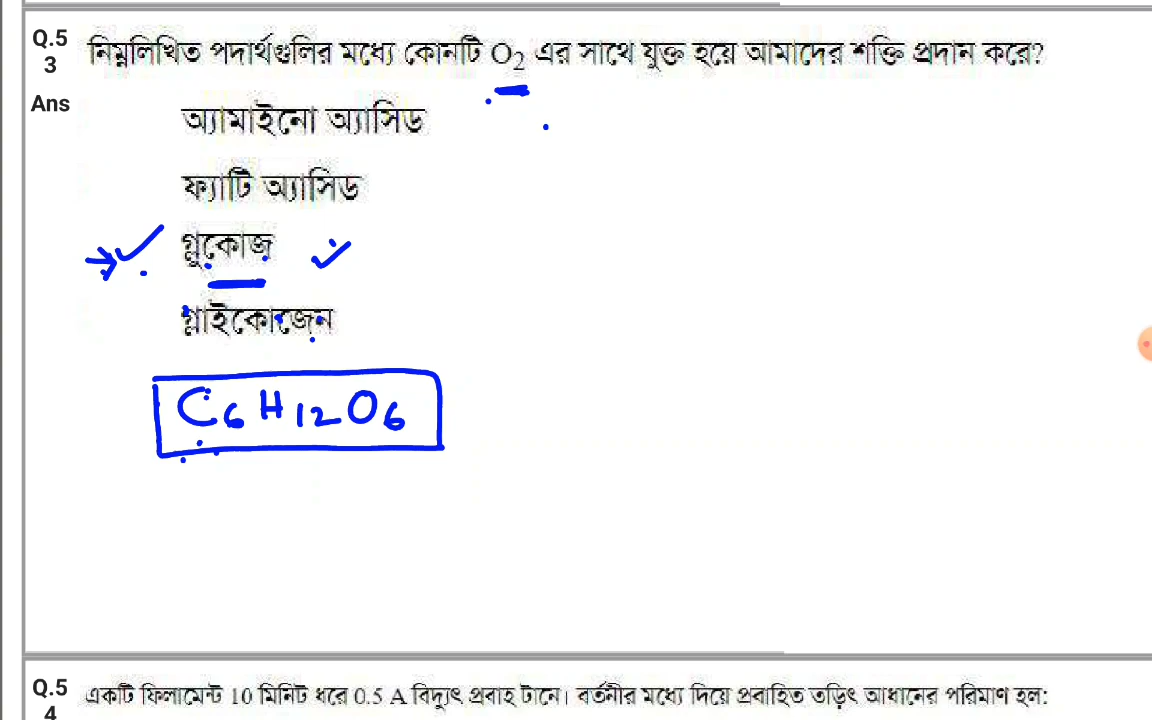 Q.53 নিম্নলিখিত পদার্থগুলির মধ্যে কোনটি O₂ এর সাথে যুক্ত হয়ে আমাদের শক্তি প্রদান করে?
Ans
অ্যামাইনো অ্যাসিড
ফ্যাটি অ্যাসিড
গ্লুকোজ
গ্লাইকোজেন
C₆H₁₂O₆
Q.54 একটি ফিলামেন্ট 10 মিনিট ধরে 0.5 A বিদ্যুৎ প্রবাহ টানে। বর্তনীর মধ্যে দিয়ে প্রবাহিত তড়িৎ আধানের পরিমাণ হল: